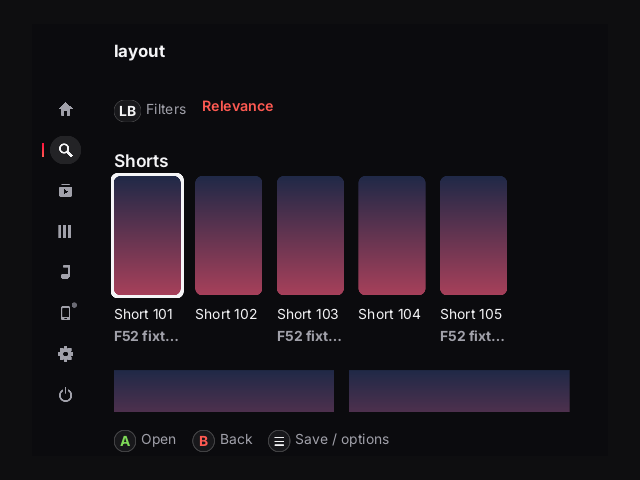 layout
LB Filters Relevance
Shorts
Short 101 Short 102 Short 103 Short 104 Short 105
F52 fixt... F52 fixt... F52 fixt...
A Open B Back Save / options